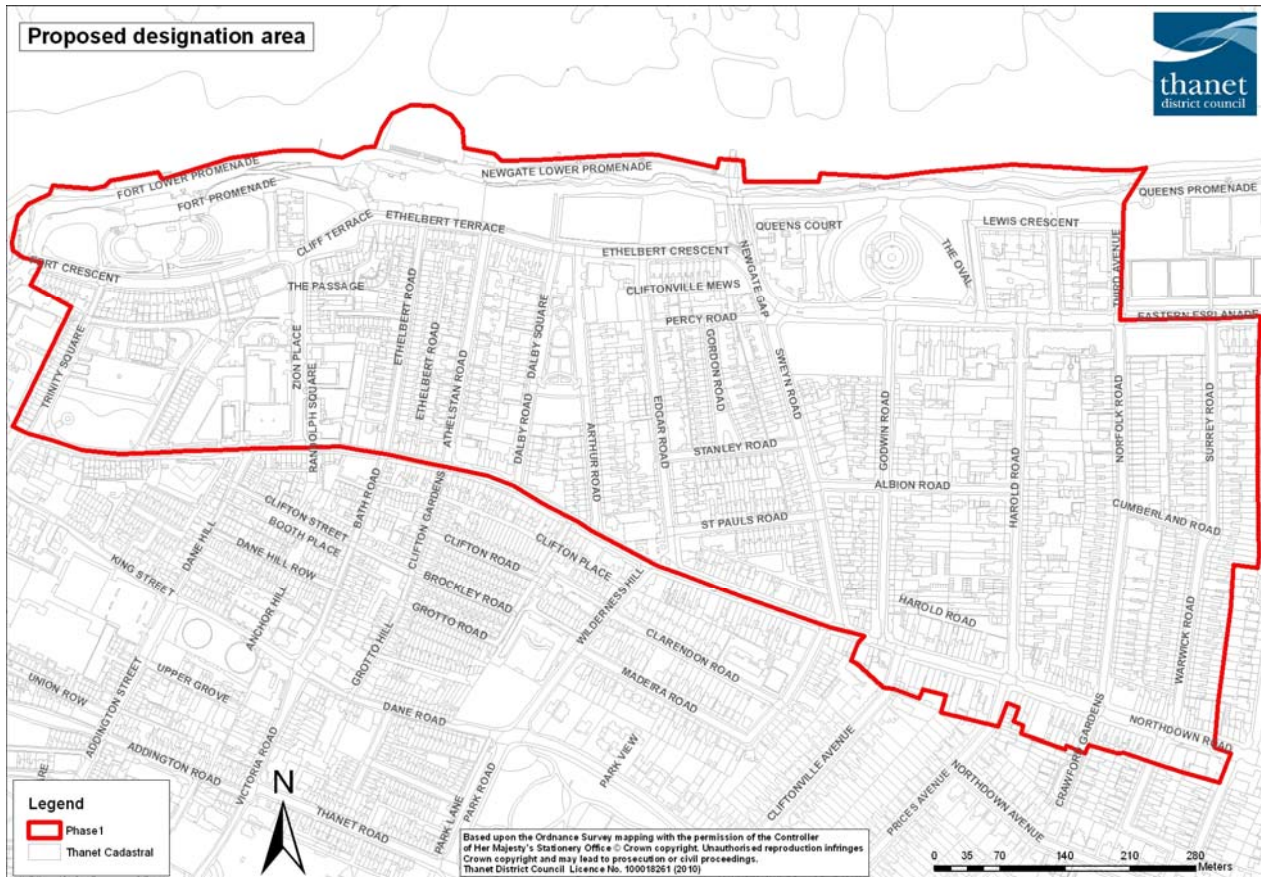 Proposed designation area
thanet
district council
FORT LOWER PROMENADE
NEWGATE LOWER PROMENADE
FORT PROMENADE
QUEENS PROMENADE
CLIFF TERRACE
ETHELBERT TERRACE
QUEENS COURT
LEWIS CRESCENT
ETHELBERT CRESCENT
NEWGATE GAP
THE OVAL
THIRD AVENUE
FORT CRESCENT
THE PASSAGE
CLIFTONVILLE MEWS
PERCY ROAD
EASTERN ESPLANADE
TRINITY SQUARE
ZION PLACE
RANDOLPH SQUARE
ETHELBERT ROAD
ETHELBERT ROAD
ATHELSTAN ROAD
DALBY SQUARE
DALBY ROAD
ARTHUR ROAD
EDGAR ROAD
GORDON ROAD
SWEYN ROAD
STANLEY ROAD
GODWIN ROAD
ALBION ROAD
HAROLD ROAD
NORFOLK ROAD
SURREY ROAD
CUMBERLAND ROAD
ST PAULS ROAD
HAROLD ROAD
WARWICK ROAD
NORTHDOWN ROAD
CRAWFORD GARDENS
BATH ROAD
CLIFTON GARDENS
CLIFTON STREET
BOOTH PLACE
DANE HILL
DANE HILL ROW
KING STREET
CLIFTON ROAD
CLIFTON PLACE
BROCKLEY ROAD
GROTTO ROAD
WILDERNESS HILL
ANCHOR HILL
GROTTO HILL
CLARENDON ROAD
MADEIRA ROAD
UPPER GROVE
UNION ROW
ADDINGTON STREET
DANE ROAD
ADDINGTON ROAD
VICTORIA ROAD
THANET ROAD
PARK LANE
PARK ROAD
PARK VIEW
CLIFTONVILLE AVENUE
PRICES AVENUE
NORTHDOWN AVENUE
Legend
Phase1
Thanet Cadastral
N
Based upon the Ordnance Survey mapping with the permission of the Controller
of Her Majesty's Stationery Office © Crown copyright. Unauthorised reproduction infringes
Crown copyright and may lead to prosecution or civil proceedings.
Thanet District Council Licence No. 100018261 (2010)
0 35 70 140 210 280
Meters